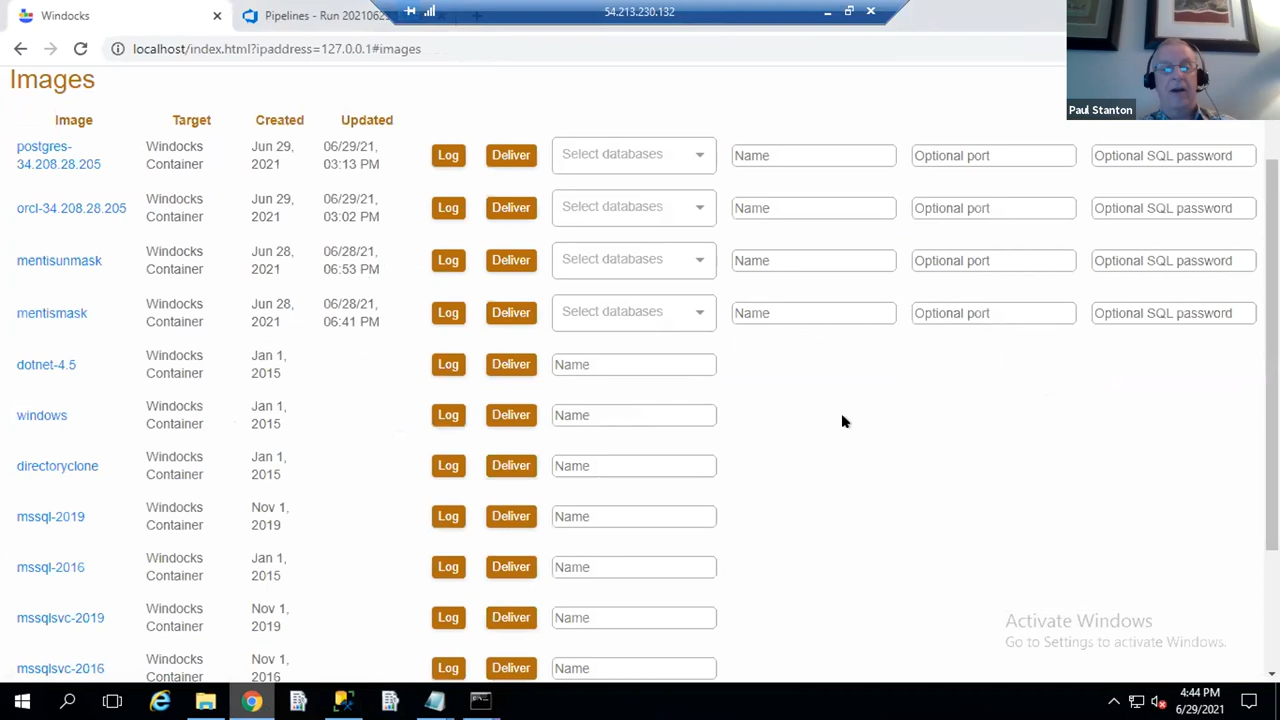 Windocks
Pipelines - Run 2021062
54.213.230.132
localhost/index.html?ipaddress=127.0.0.1#images
Paul Stanton
Images
Image Target Created Updated
postgres-34.208.28.205 Windocks Container Jun 29, 2021 06/29/21, 03:13 PM Log Deliver Select databases Name Optional port Optional SQL password
orcl-34.208.28.205 Windocks Container Jun 29, 2021 06/29/21, 03:02 PM Log Deliver Select databases Name Optional port Optional SQL password
mentisunmask Windocks Container Jun 28, 2021 06/28/21, 06:53 PM Log Deliver Select databases Name Optional port Optional SQL password
mentismask Windocks Container Jun 28, 2021 06/28/21, 06:41 PM Log Deliver Select databases Name Optional port Optional SQL password
dotnet-4.5 Windocks Container Jan 1, 2015 Log Deliver Name
windows Windocks Container Jan 1, 2015 Log Deliver Name
directoryclone Windocks Container Jan 1, 2015 Log Deliver Name
mssql-2019 Windocks Container Nov 1, 2019 Log Deliver Name
mssql-2016 Windocks Container Jan 1, 2015 Log Deliver Name
mssqlsvc-2019 Windocks Container Nov 1, 2019 Log Deliver Name
mssqlsvc-2016 Windocks Container Nov 1, 2016 Log Deliver Name
Activate Windows
Go to Settings to activate Windows.
4:44 PM
6/29/2021